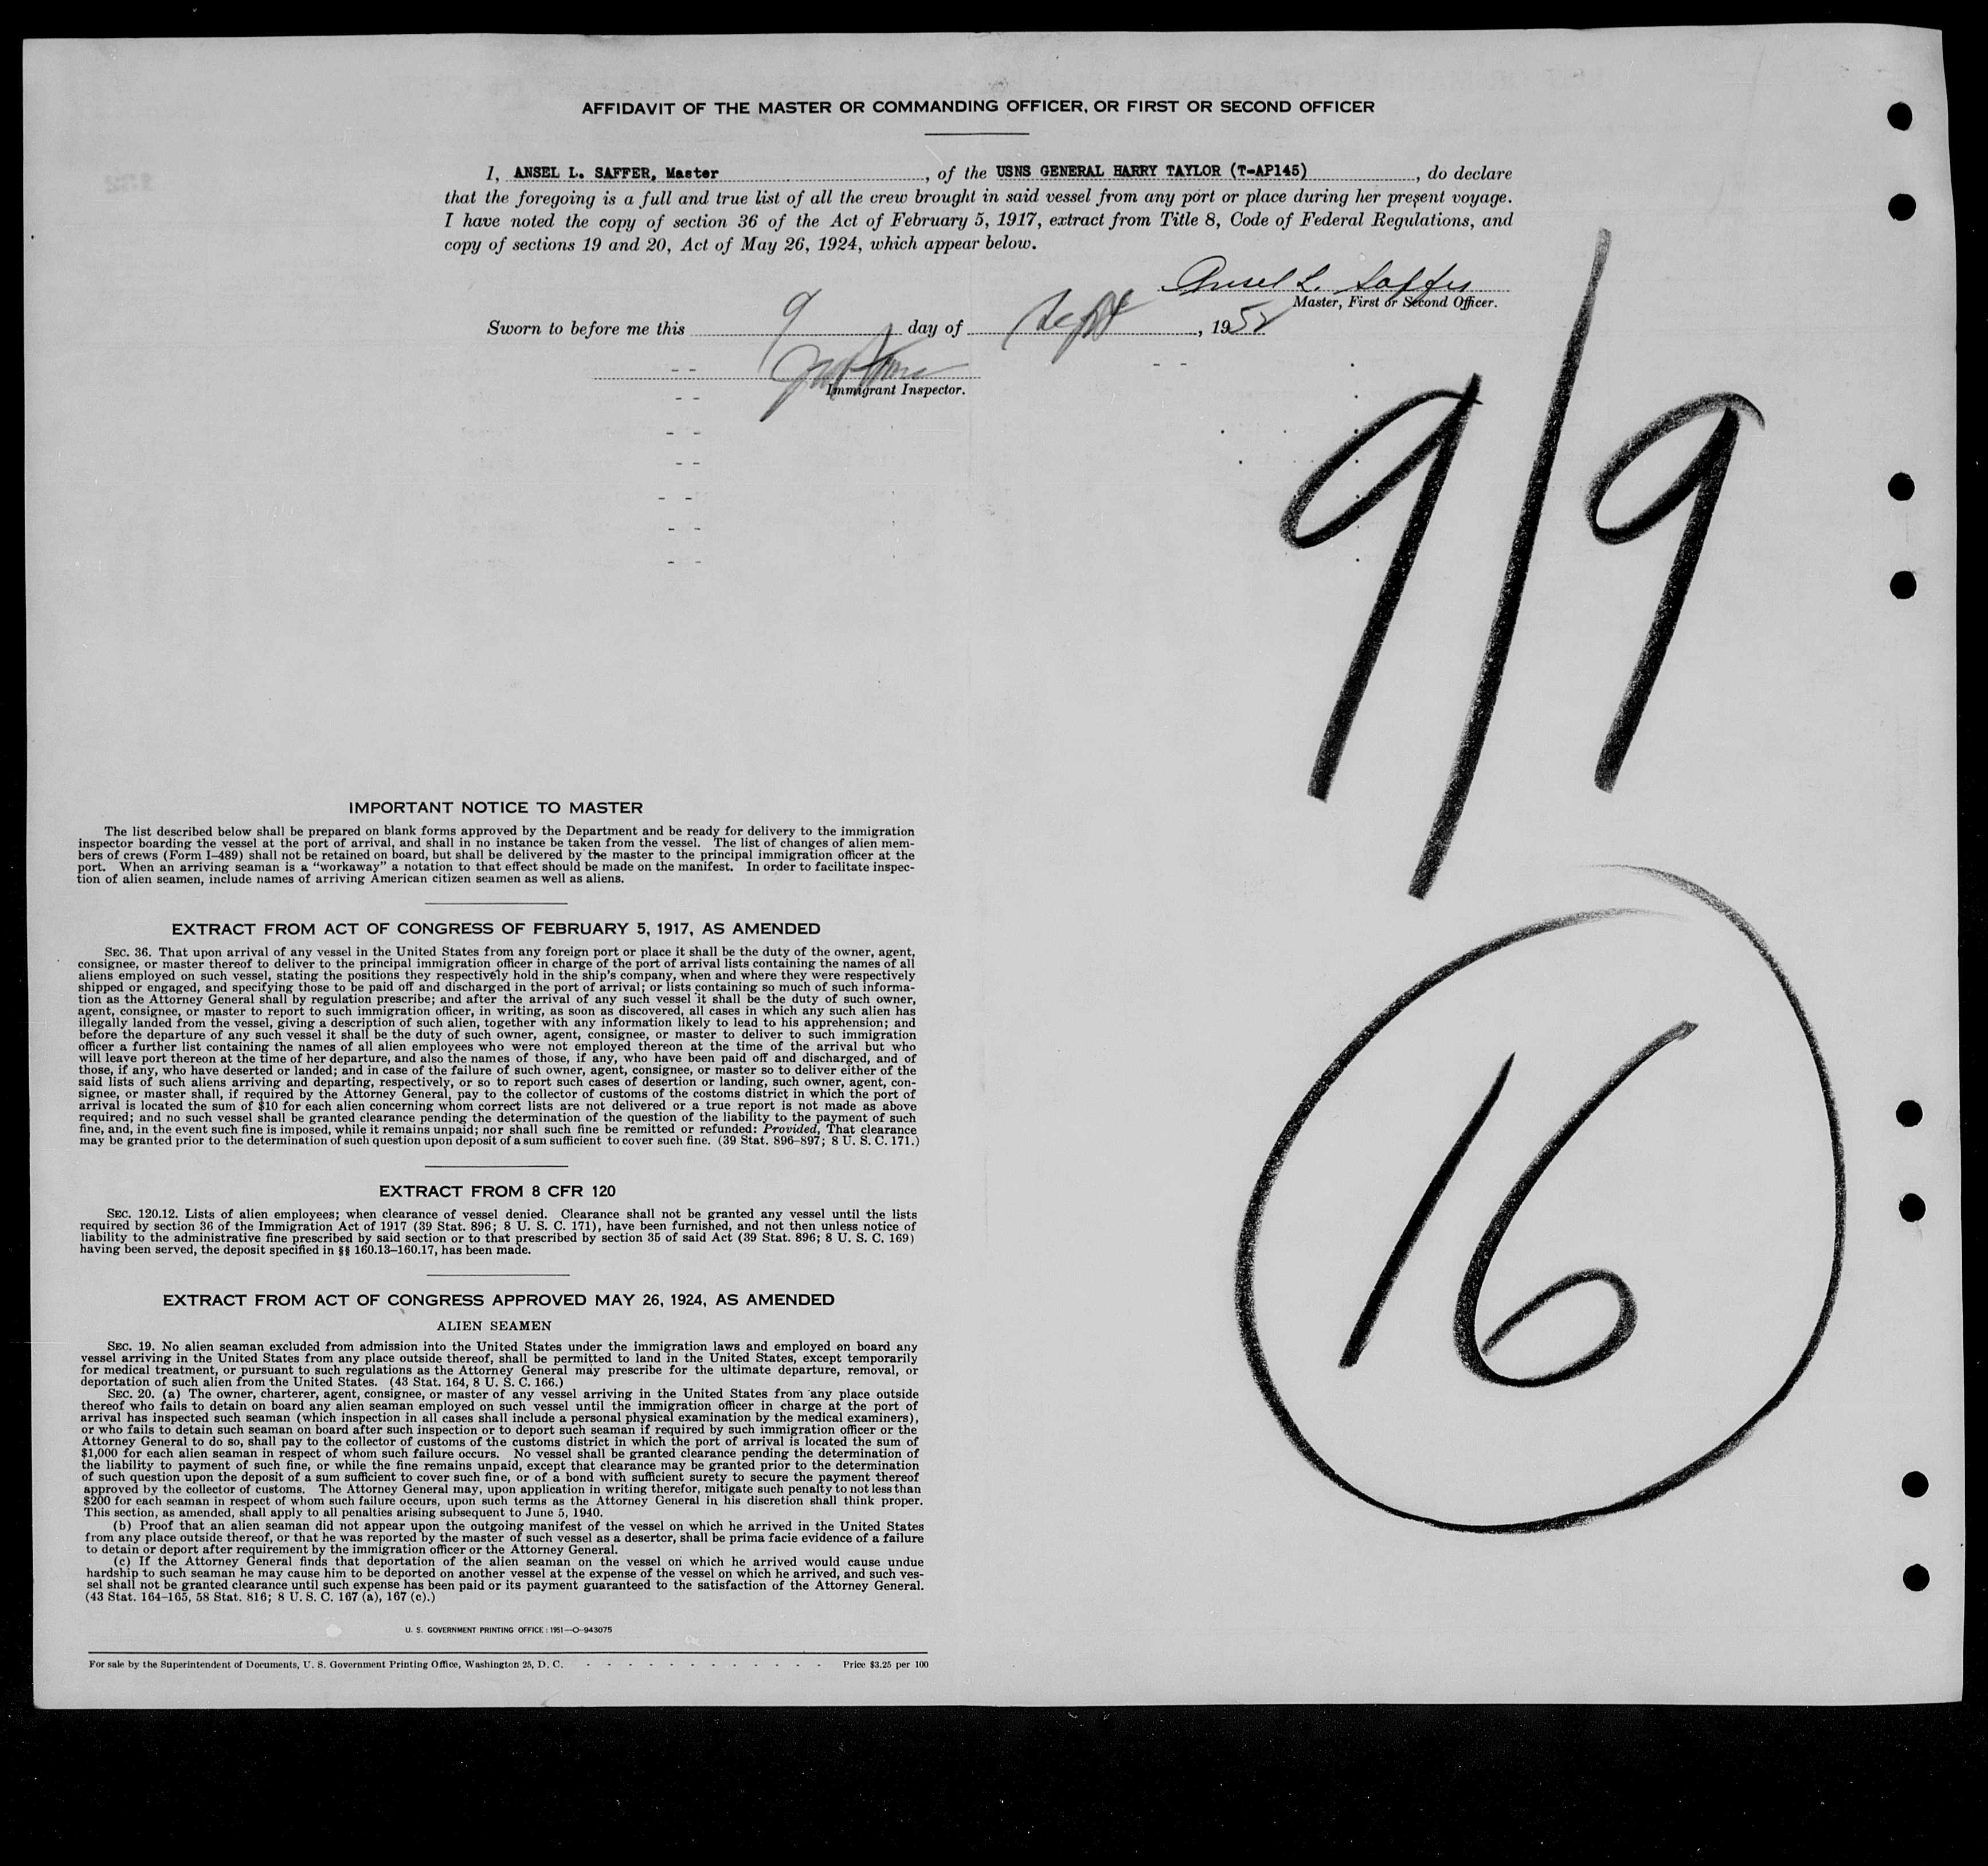 AFFIDAVIT OF THE MASTER OR COMMANDING OFFICER, OR FIRST OR SECOND OFFICER
I, ANSEL L. SAFFER, Master, of the USNS GENERAL HARRY TAYLOR (T-AP145), do declare
that the foregoing is a full and true list of all the crew brought in said vessel from any port or place during her present voyage.
I have noted the copy of section 36 of the Act of February 5, 1917, extract from Title 8, Code of Federal Regulations, and
copy of sections 19 and 20, Act of May 26, 1924, which appear below.
Ansel L. Saffer
Master, First or Second Officer.
Sworn to before me this 9 day of Sept, 1952
Immigrant Inspector.
9/9
16
IMPORTANT NOTICE TO MASTER
The list described below shall be prepared on blank forms approved by the Department and be ready for delivery to the immigration
inspector boarding the vessel at the port of arrival, and shall in no instance be taken from the vessel. The list of changes of alien mem-
bers of crews (Form I–489) shall not be retained on board, but shall be delivered by the master to the principal immigration officer at the
port. When an arriving seaman is a “workaway” a notation to that effect should be made on the manifest. In order to facilitate inspec-
tion of alien seamen, include names of arriving American citizen seamen as well as aliens.
EXTRACT FROM ACT OF CONGRESS OF FEBRUARY 5, 1917, AS AMENDED
SEC. 36. That upon arrival of any vessel in the United States from any foreign port or place it shall be the duty of the owner, agent,
consignee, or master thereof to deliver to the principal immigration officer in charge of the port of arrival lists containing the names of all
aliens employed on such vessel, stating the positions they respectively hold in the ship's company, when and where they were respectively
shipped or engaged, and specifying those to be paid off and discharged in the port of arrival; or lists containing so much of such informa-
tion as the Attorney General shall by regulation prescribe; and after the arrival of any such vessel it shall be the duty of such owner,
agent, consignee, or master to report to such immigration officer, in writing, as soon as discovered, all cases in which any such alien has
illegally landed from the vessel, giving a description of such alien, together with any information likely to lead to his apprehension; and
before the departure of any such vessel it shall be the duty of such owner, agent, consignee, or master to deliver to such immigration
officer a further list containing the names of all alien employees who were not employed thereon at the time of the arrival but who
will leave port thereon at the time of her departure, and also the names of those, if any, who have been paid off and discharged, and of
those, if any, who have deserted or landed; and in case of the failure of such owner, agent, consignee, or master so to deliver either of the
said lists of such aliens arriving and departing, respectively, or so to report such cases of desertion or landing, such owner, agent, con-
signee, or master shall, if required by the Attorney General, pay to the collector of customs of the costoms district in which the port of
arrival is located the sum of $10 for each alien concerning whom correct lists are not delivered or a true report is not made as above
required; and no such vessel shall be granted clearance pending the determination of the question of the liability to the payment of such
fine, and, in the event such fine is imposed, while it remains unpaid; nor shall such fine be remitted or refunded: Provided, That clearance
may be granted prior to the determination of such question upon deposit of a sum sufficient to cover such fine. (39 Stat. 896–897; 8 U. S. C. 171.)
EXTRACT FROM 8 CFR 120
SEC. 120.12. Lists of alien employees; when clearance of vessel denied. Clearance shall not be granted any vessel until the lists
required by section 36 of the Immigration Act of 1917 (39 Stat. 896; 8 U. S. C. 171), have been furnished, and not then unless notice of
liability to the administrative fine prescribed by said section or to that prescribed by section 35 of said Act (39 Stat. 896; 8 U. S. C. 169)
having been served, the deposit specified in §§ 160.13–160.17, has been made.
EXTRACT FROM ACT OF CONGRESS APPROVED MAY 26, 1924, AS AMENDED
ALIEN SEAMEN
SEC. 19. No alien seaman excluded from admission into the United States under the immigration laws and employed on board any
vessel arriving in the United States from any place outside thereof, shall be permitted to land in the United States, except temporarily
for medical treatment, or pursuant to such regulations as the Attorney General may prescribe for the ultimate departure, removal, or
deportation of such alien from the United States. (43 Stat. 164, 8 U. S. C. 166.)
SEC. 20. (a) The owner, charterer, agent, consignee, or master of any vessel arriving in the United States from any place outside
thereof who fails to detain on board any alien seaman employed on such vessel until the immigration officer in charge at the port of
arrival has inspected such seaman (which inspection in all cases shall include a personal physical examination by the medical examiners),
or who fails to detain such seaman on board after such inspection or to deport such seaman if required by such immigration officer or the
Attorney General to do so, shall pay to the collector of customs of the customs district in which the port of arrival is located the sum of
$1,000 for each alien seaman in respect of whom such failure occurs. No vessel shall be granted clearance pending the determination of
the liability to payment of such fine, or while the fine remains unpaid, except that clearance may be granted prior to the determination
of such question upon the deposit of a sum sufficient to cover such fine, or of a bond with sufficient surety to secure the payment thereof
approved by the collector of customs. The Attorney General may, upon application in writing therefor, mitigate such penalty to not less than
$200 for each seaman in respect of whom such failure occurs, upon such terms as the Attorney General in his discretion shall think proper.
This section, as amended, shall apply to all penalties arising subsequent to June 5, 1940.
(b) Proof that an alien seaman did not appear upon the outgoing manifest of the vessel on which he arrived in the United States
from any place outside thereof, or that he was reported by the master of such vessel as a desertor, shall be prima facie evidence of a failure
to detain or deport after requirement by the immigration officer or the Attorney General.
(c) If the Attorney General finds that deportation of the alien seaman on the vessel on which he arrived would cause undue
hardship to such seaman he may cause him to be deported on another vessel at the expense of the vessel on which he arrived, and such ves-
sel shall not be granted clearance until such expense has been paid or its payment guaranteed to the satisfaction of the Attorney General.
(43 Stat. 164–165, 58 Stat. 816; 8 U. S. C. 167 (a), 167 (c).)
U. S. GOVERNMENT PRINTING OFFICE : 1951—O-943075
For sale by the Superintendent of Documents, U. S. Government Printing Office, Washington 25, D. C. - - - - - - - - - - - - Price $3.25 per 100